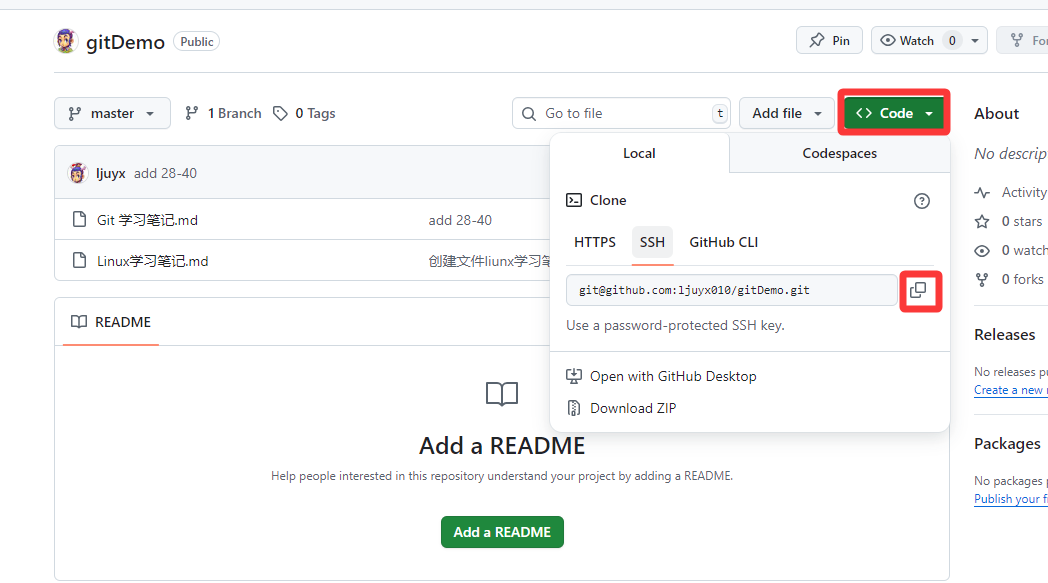 gitDemo Public Pin Watch 0
master 1 Branch 0 Tags Go to file t Add file <> Code About
Local Codespaces
No descrip
ljuyx add 28-40
Clone
Activity
Git 学习笔记.md add 28-40
0 stars
HTTPS SSH GitHub CLI
0 watch
Linux学习笔记.md 创建文件liunx学习
git@github.com:ljuyx010/gitDemo.git
0 forks
README
Use a password-protected SSH key.
Releases
No releases
Open with GitHub Desktop
Create a new
Download ZIP
Add a README
Packages
Help people interested in this repository understand your project by adding a README.
No packages
Publish your
Add a README